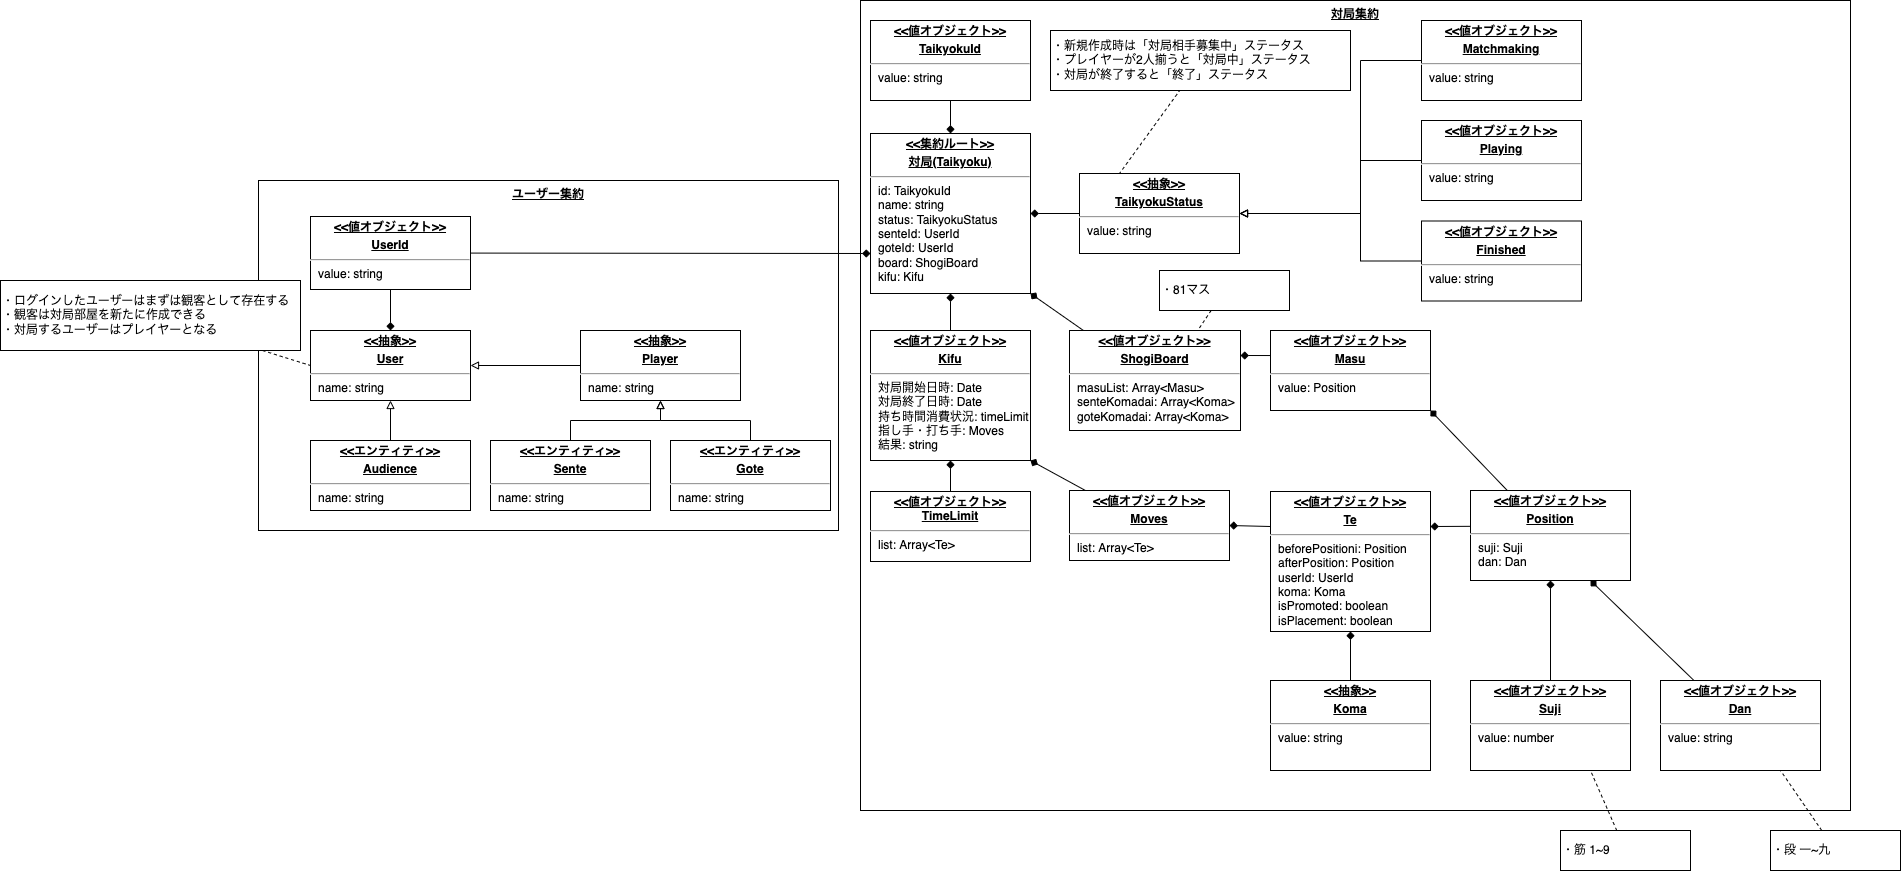 対局集約
<<値オブジェクト>>
TaikyokuId
value: string
・新規作成時は「対局相手募集中」ステータス
・プレイヤーが2人揃うと「対局中」ステータス
・対局が終了すると「終了」ステータス
<<値オブジェクト>>
Matchmaking
value: string
<<値オブジェクト>>
Playing
value: string
<<値オブジェクト>>
Finished
value: string
<<集約ルート>>
対局(Taikyoku)
id: TaikyokuId
name: string
status: TaikyokuStatus
senteId: UserId
goteId: UserId
board: ShogiBoard
kifu: Kifu
<<抽象>>
TaikyokuStatus
value: string
ユーザー集約
<<値オブジェクト>>
UserId
value: string
・ログインしたユーザーはまずは観客として存在する
・観客は対局部屋を新たに作成できる
・対局するユーザーはプレイヤーとなる
<<抽象>>
User
name: string
<<抽象>>
Player
name: string
<<エンティティ>>
Audience
name: string
<<エンティティ>>
Sente
name: string
<<エンティティ>>
Gote
name: string
・81マス
<<値オブジェクト>>
Kifu
対局開始日時: Date
対局終了日時: Date
持ち時間消費状況: timeLimit
指し手・打ち手: Moves
結果: string
<<値オブジェクト>>
ShogiBoard
masuList: Array<Masu>
senteKomadai: Array<Koma>
goteKomadai: Array<Koma>
<<値オブジェクト>>
Masu
value: Position
<<値オブジェクト>>
TimeLimit
list: Array<Te>
<<値オブジェクト>>
Moves
list: Array<Te>
<<値オブジェクト>>
Te
beforePositioni: Position
afterPosition: Position
userId: UserId
koma: Koma
isPromoted: boolean
isPlacement: boolean
<<値オブジェクト>>
Position
suji: Suji
dan: Dan
<<抽象>>
Koma
value: string
<<値オブジェクト>>
Suji
value: number
<<値オブジェクト>>
Dan
value: string
・筋 1~9
・段 一~九